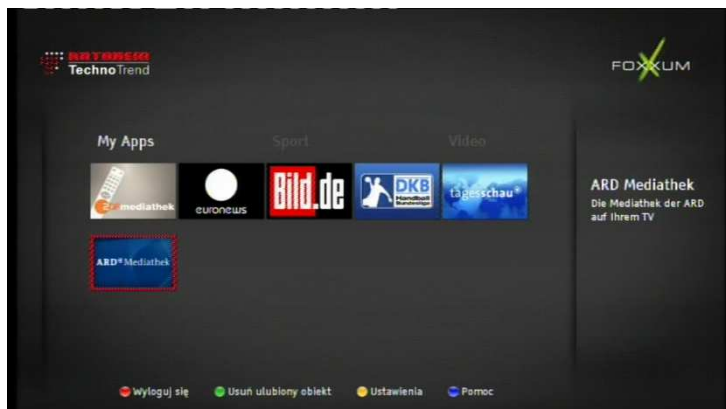 KATHREIN
TechnoTrend
FOXXUM
My Apps
Sport
Video
mediathek
euronews
Bild.de
DKB
Handball
tagesschau
ARD Mediathek
Die Mediathek der ARD
auf Ihrem TV
ARD Mediathek
Wyloguj się
Usuń ulubiony obiekt
Ustawienia
Pomoc